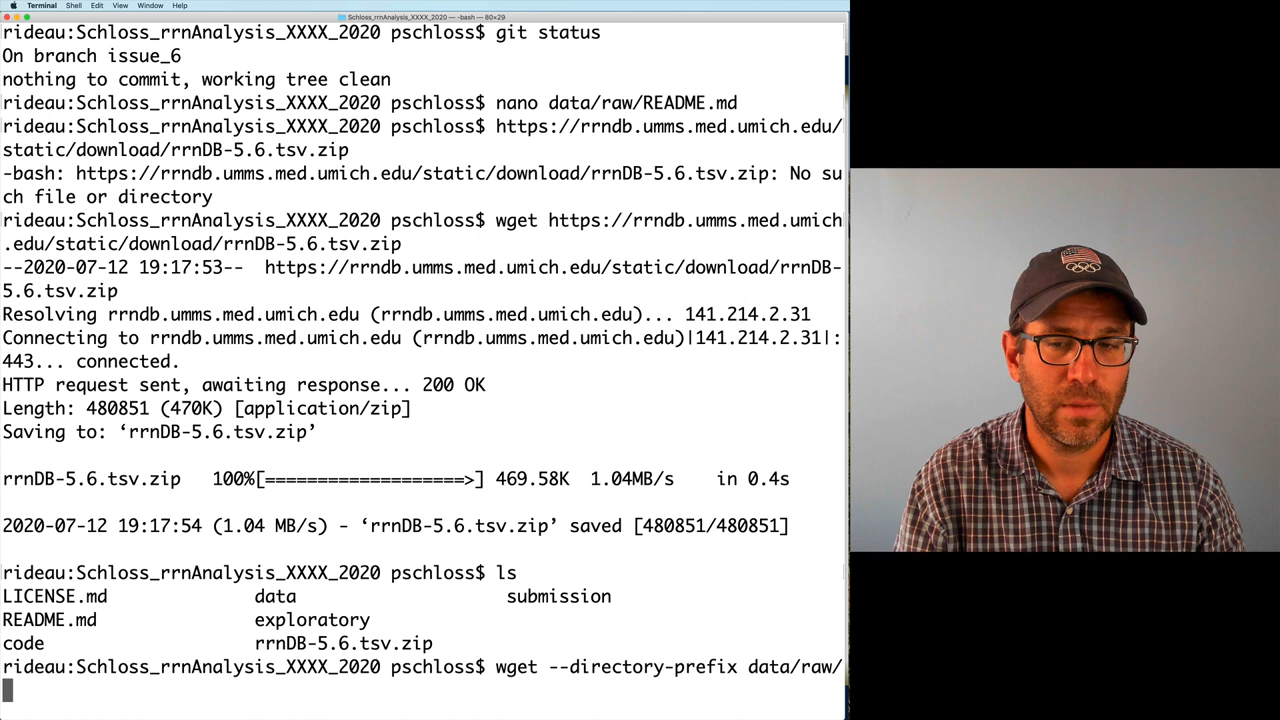 Terminal Shell Edit View Window Help
Schloss_rrnAnalysis_XXXX_2020 — -bash — 80×29
rideau:Schloss_rrnAnalysis_XXXX_2020 pschloss$ git status
On branch issue_6
nothing to commit, working tree clean
rideau:Schloss_rrnAnalysis_XXXX_2020 pschloss$ nano data/raw/README.md
rideau:Schloss_rrnAnalysis_XXXX_2020 pschloss$ https://rrndb.umms.med.umich.edu/
static/download/rrnDB-5.6.tsv.zip
-bash: https://rrndb.umms.med.umich.edu/static/download/rrnDB-5.6.tsv.zip: No su
ch file or directory
rideau:Schloss_rrnAnalysis_XXXX_2020 pschloss$ wget https://rrndb.umms.med.umich
.edu/static/download/rrnDB-5.6.tsv.zip
--2020-07-12 19:17:53--  https://rrndb.umms.med.umich.edu/static/download/rrnDB-
5.6.tsv.zip
Resolving rrndb.umms.med.umich.edu (rrndb.umms.med.umich.edu)... 141.214.2.31
Connecting to rrndb.umms.med.umich.edu (rrndb.umms.med.umich.edu)|141.214.2.31|:
443... connected.
HTTP request sent, awaiting response... 200 OK
Length: 480851 (470K) [application/zip]
Saving to: ‘rrnDB-5.6.tsv.zip’
rrnDB-5.6.tsv.zip   100%[===================>] 469.58K  1.04MB/s    in 0.4s
2020-07-12 19:17:54 (1.04 MB/s) - ‘rrnDB-5.6.tsv.zip’ saved [480851/480851]
rideau:Schloss_rrnAnalysis_XXXX_2020 pschloss$ ls
LICENSE.md data submission
README.md exploratory
code rrnDB-5.6.tsv.zip
rideau:Schloss_rrnAnalysis_XXXX_2020 pschloss$ wget --directory-prefix data/raw/